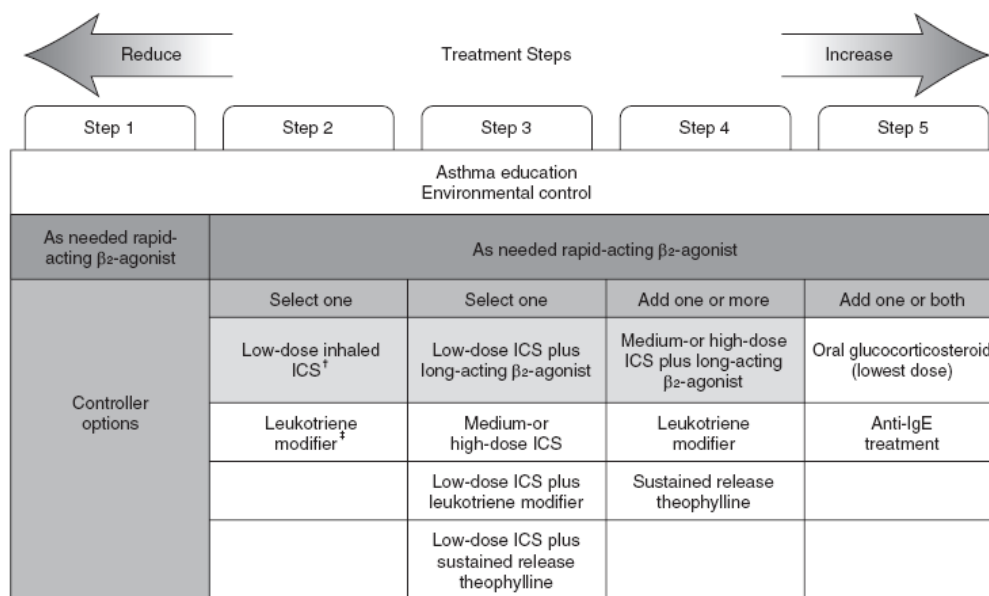 Reduce
Treatment Steps
Increase
Step 1
Step 2
Step 3
Step 4
Step 5
Asthma education
Environmental control
As needed rapid-
acting β₂-agonist
As needed rapid-acting β₂-agonist
Controller
options
Select one
Select one
Add one or more
Add one or both
Low-dose inhaled
ICS†
Low-dose ICS plus
long-acting β₂-agonist
Medium-or high-dose
ICS plus long-acting
β₂-agonist
Oral glucocorticosteroid
(lowest dose)
Leukotriene
modifier‡
Medium-or
high-dose ICS
Leukotriene
modifier
Anti-IgE
treatment
Low-dose ICS plus
leukotriene modifier
Sustained release
theophylline
Low-dose ICS plus
sustained release
theophylline